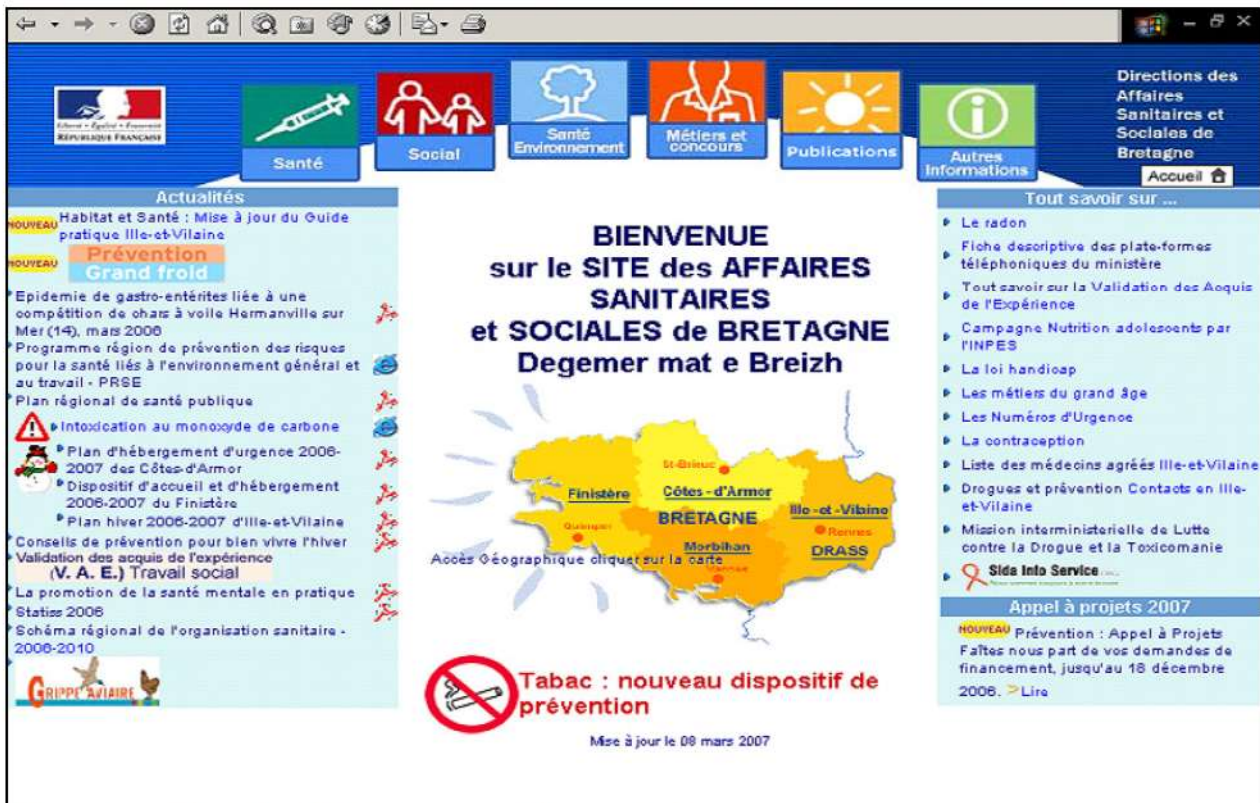 Liberté • Égalité • Fraternité
RÉPUBLIQUE FRANÇAISE
Santé
Social
Santé
Environnement
Métiers et
concours
Publications
Autres
Informations
Directions des
Affaires
Sanitaires et
Sociales de
Bretagne
Accueil
Actualités
NOUVEAU Habitat et Santé : Mise à jour du Guide
pratique Ille-et-Vilaine
NOUVEAU Prévention
Grand froid
Epidemie de gastro-entérites liée à une
compétition de chars à voile Hermanville sur
Mer (14), mars 2006
Programme région de prévention des risques
pour la santé liés à l'environnement général et
au travail - PRSE
Plan régional de santé publique
Intoxication au monoxyde de carbone
Plan d'hébergement d'urgence 2006-
2007 des Côtes-d'Armor
Dispositif d'accueil et d'hébergement
2006-2007 du Finistère
Plan hiver 2006-2007 d'Ille-et-Vilaine
Conseils de prévention pour bien vivre l'hiver
Validation des acquis de l'expérience
(V. A. E.) Travail social
La promotion de la santé mentale en pratique
Statiss 2006
Schéma régional de l'organisation sanitaire -
2006-2010
GRIPPE AVIAIRE
BIENVENUE
sur le SITE des AFFAIRES
SANITAIRES
et SOCIALES de BRETAGNE
Degemer mat e Breizh
St-Brieuc
Finistère
Côtes - d'Armor
Ille - et - Vilaine
BRETAGNE
Quimper
Rennes
Morbihan
DRASS
Accès Géographique cliquer sur la carte
Vannes
Tabac : nouveau dispositif de
prévention
Mise à jour le 08 mars 2007
Tout savoir sur ...
Le radon
Fiche descriptive des plate-formes
téléphoniques du ministère
Tout savoir sur la Validation des Acquis
de l'Expérience
Campagne Nutrition adolescents par
l'INPES
La loi handicap
Les métiers du grand âge
Les Numéros d'Urgence
La contraception
Liste des médecins agréés Ille-et-Vilaine
Drogues et prévention Contacts en Ille-
et-Vilaine
Mission interministerielle de Lutte
contre la Drogue et la Toxicomanie
Sida Info Service
Appel à projets 2007
NOUVEAU Prévention : Appel à Projets
Faîtes nous part de vos demandes de
financement, jusqu'au 18 décembre
2006. >Lire